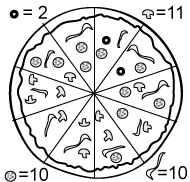 = 2
=11
=10
=10